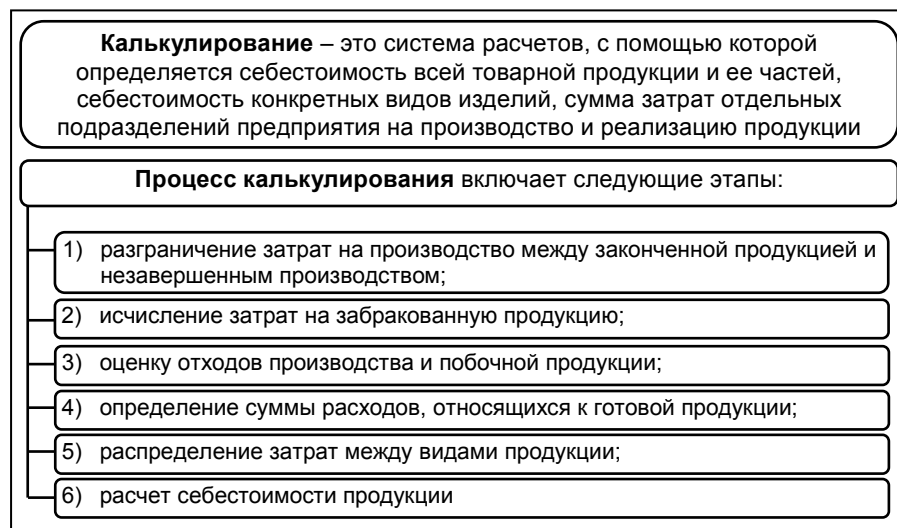 Калькулирование – это система расчетов, с помощью которой
определяется себестоимость всей товарной продукции и ее частей,
себестоимость конкретных видов изделий, сумма затрат отдельных
подразделений предприятия на производство и реализацию продукции
Процесс калькулирования включает следующие этапы:
1) разграничение затрат на производство между законченной продукцией и
незавершенным производством;
2) исчисление затрат на забракованную продукцию;
3) оценку отходов производства и побочной продукции;
4) определение суммы расходов, относящихся к готовой продукции;
5) распределение затрат между видами продукции;
6) расчет себестоимости продукции